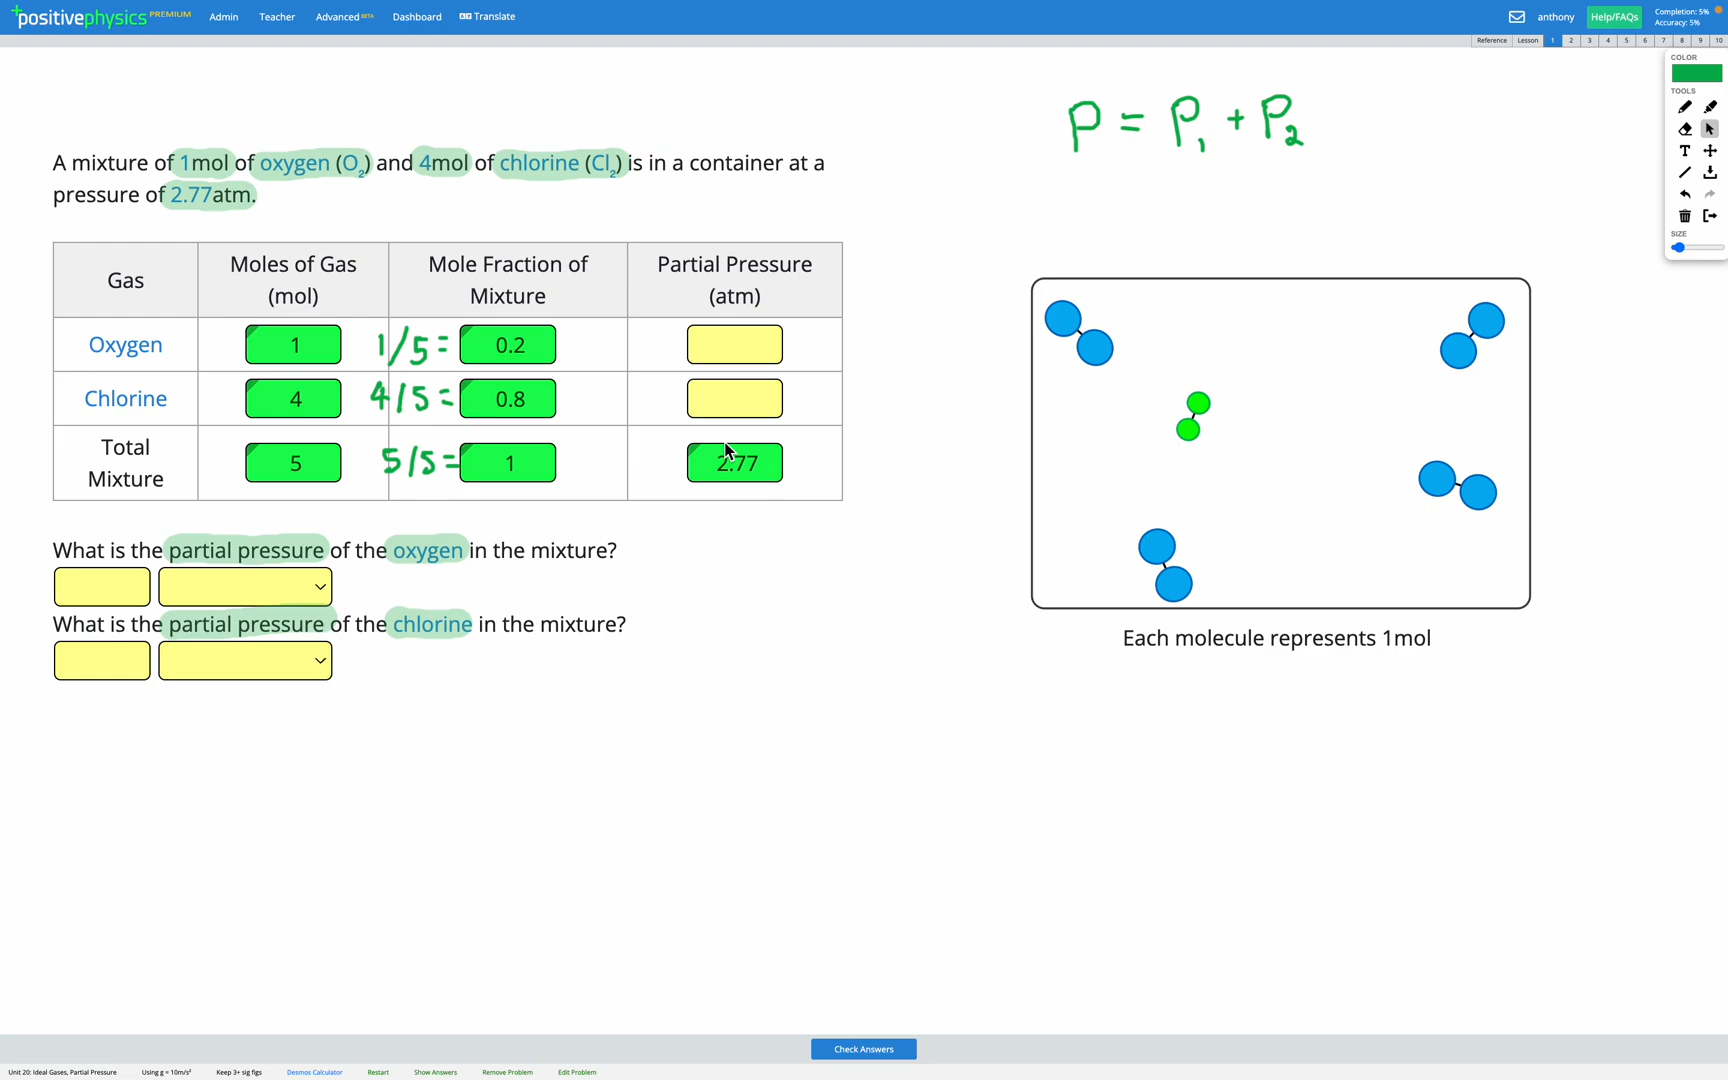 +positivephysics PREMIUM Admin Teacher Advanced BETA Dashboard Translate anthony Help/FAQs Completion: 5% Accuracy: 5%
Reference Lesson 1 2 3 4 5 6 7 8 9 10
COLOR
TOOLS
T
SIZE
P = P₁ + P₂
A mixture of 1mol of oxygen (O₂) and 4mol of chlorine (Cl₂) is in a container at a
pressure of 2.77atm.
Gas Moles of Gas (mol) Mole Fraction of Mixture Partial Pressure (atm)
Oxygen 1 1/5 = 0.2
Chlorine 4 4/5 = 0.8
Total Mixture 5 5/5 = 1 2.77
What is the partial pressure of the oxygen in the mixture?
What is the partial pressure of the chlorine in the mixture?
Each molecule represents 1mol
Check Answers
Unit 20: Ideal Gases, Partial Pressure Using g = 10m/s² Keep 3+ sig figs Desmos Calculator Restart Show Answers Remove Problem Edit Problem